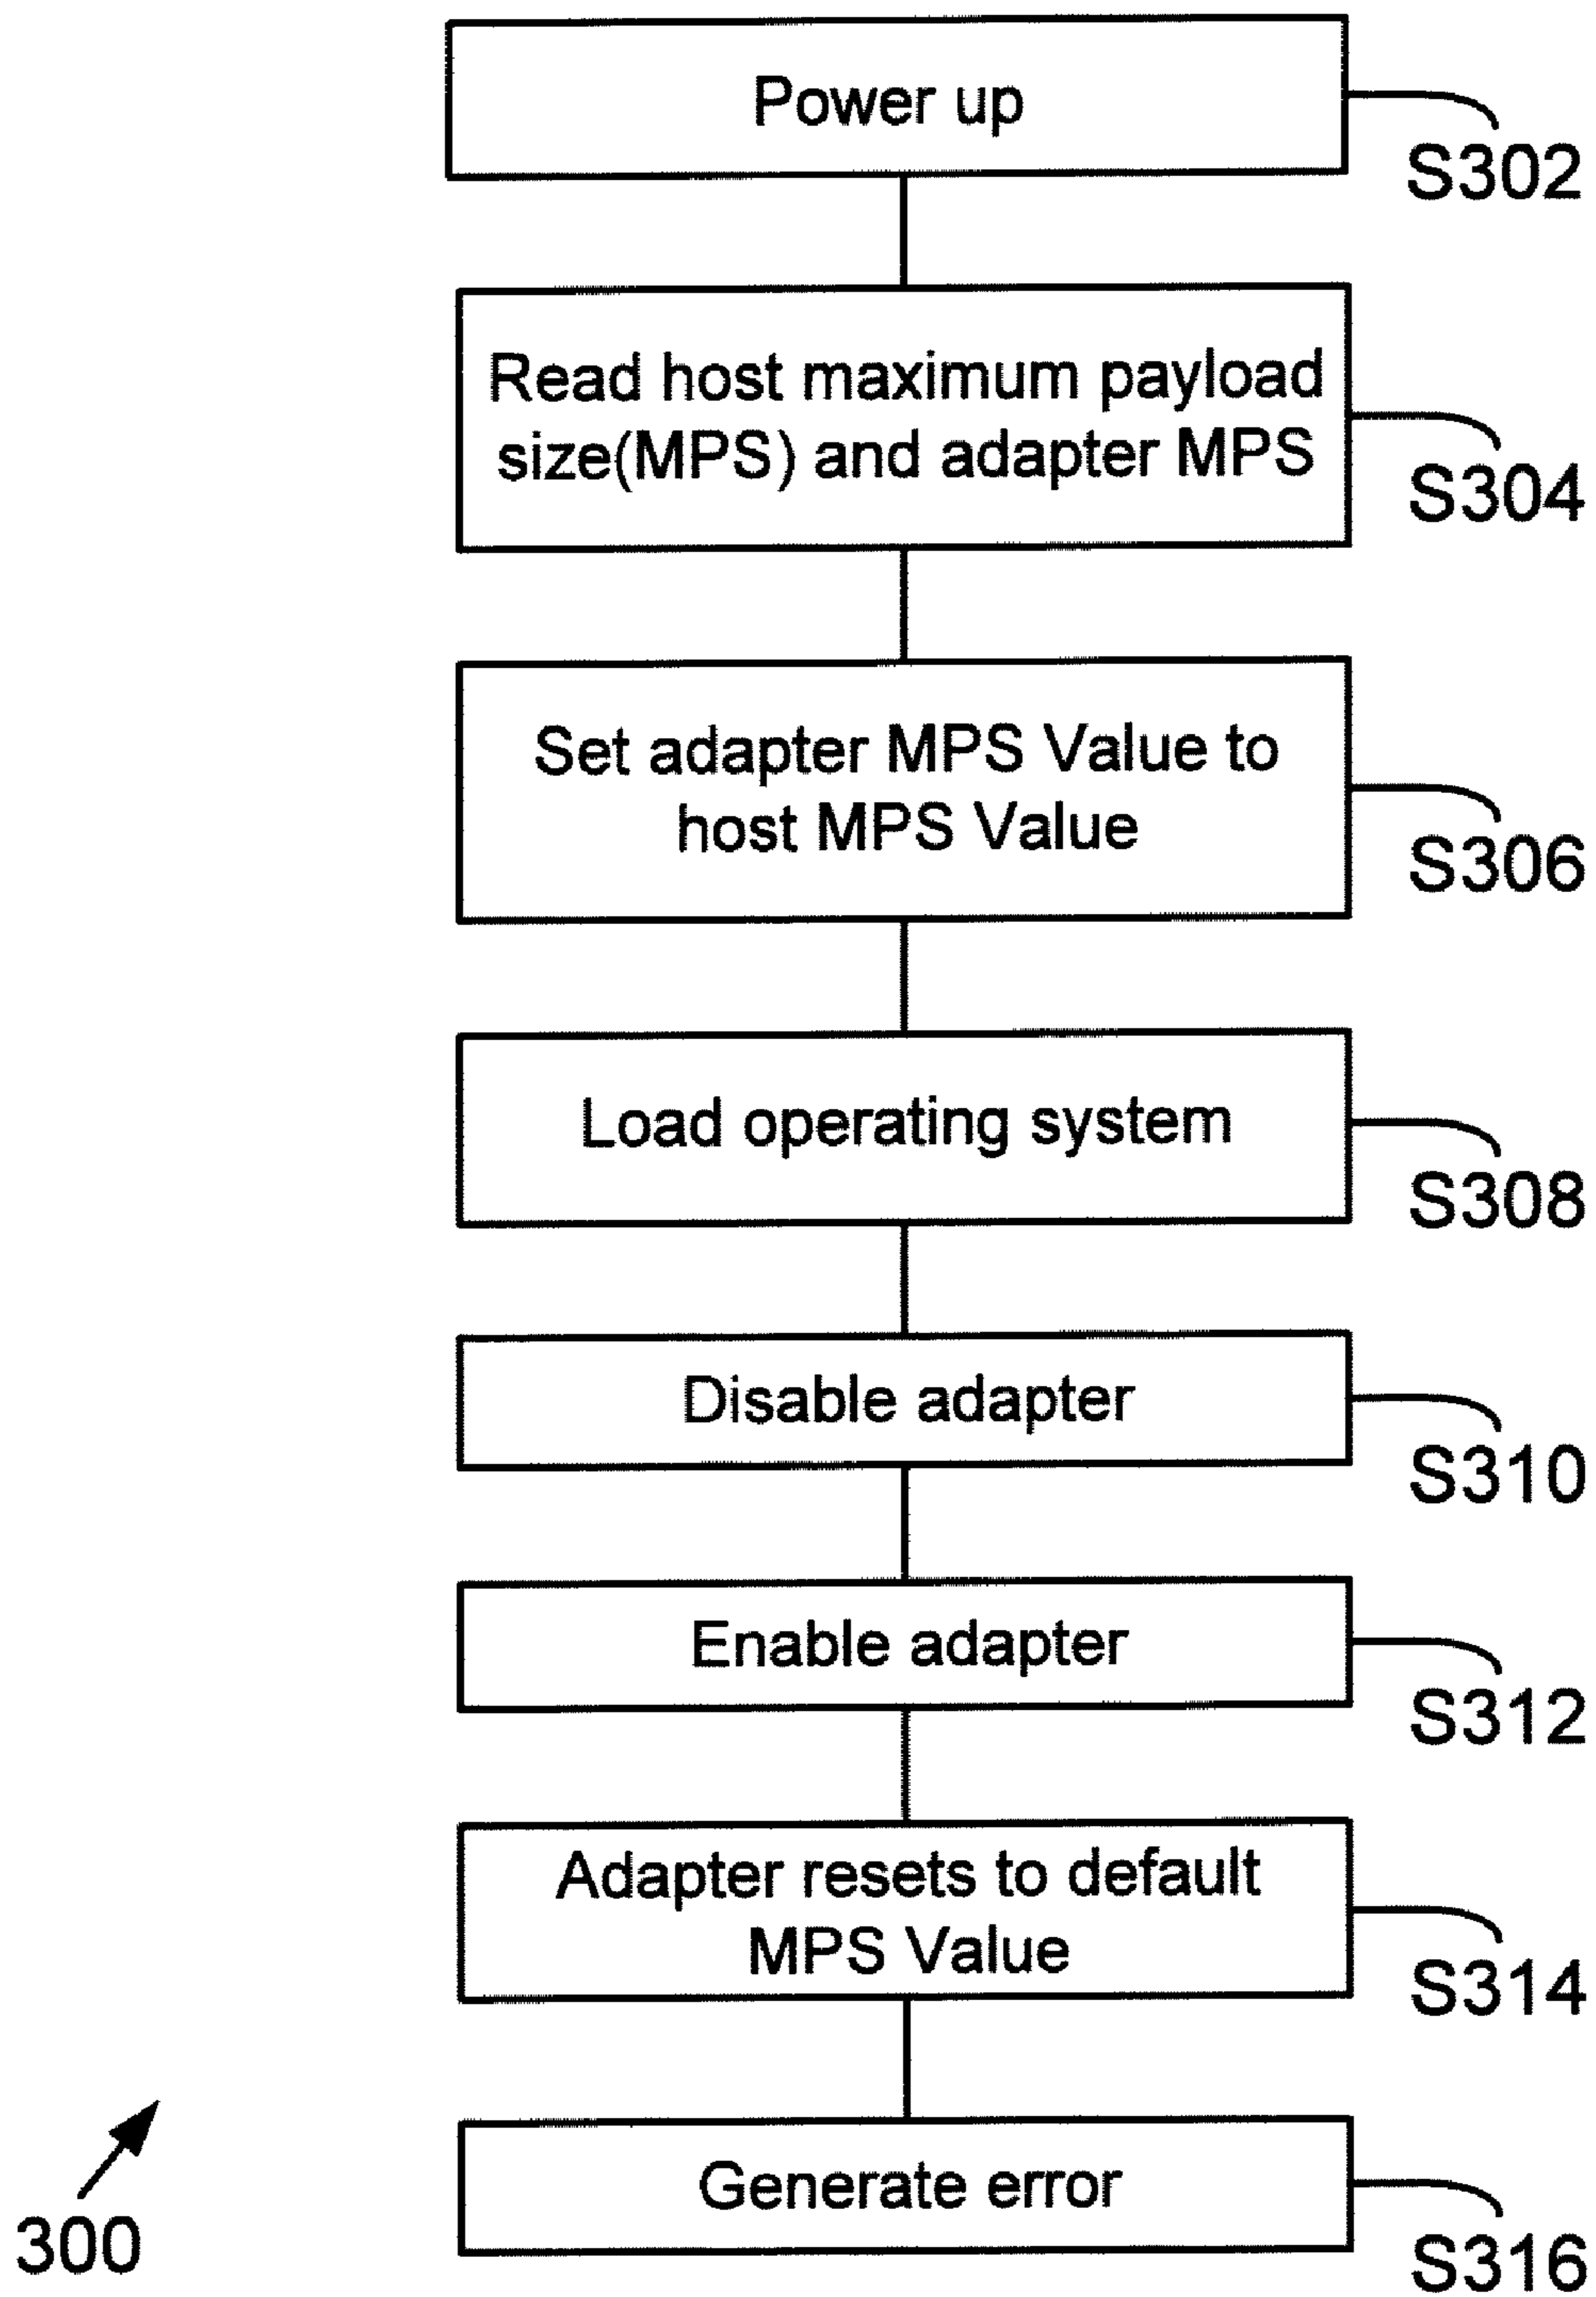 Power up
S302
Read host maximum payload
size(MPS) and adapter MPS
S304
Set adapter MPS Value to
host MPS Value
S306
Load operating system
S308
Disable adapter
S310
Enable adapter
S312
Adapter resets to default
MPS Value
S314
Generate error
S316
300